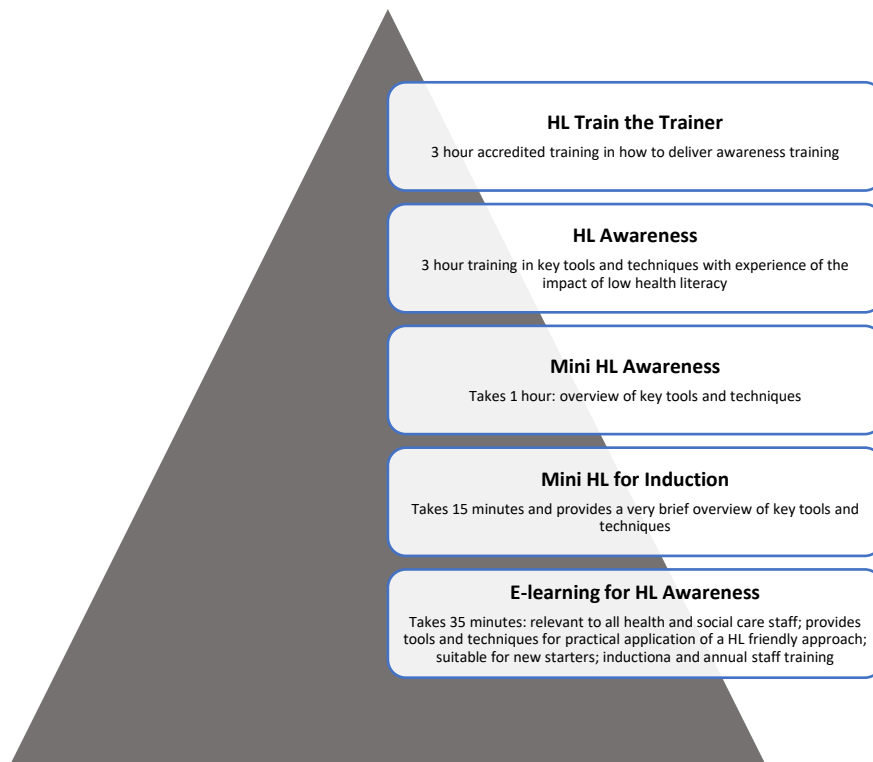 HL Train the Trainer
3 hour accredited training in how to deliver awareness training
HL Awareness
3 hour training in key tools and techniques with experience of the
impact of low health literacy
Mini HL Awareness
Takes 1 hour: overview of key tools and techniques
Mini HL for Induction
Takes 15 minutes and provides a very brief overview of key tools and
techniques
E-learning for HL Awareness
Takes 35 minutes: relevant to all health and social care staff; provides
tools and techniques for practical application of a HL friendly approach;
suitable for new starters; inductiona and annual staff training